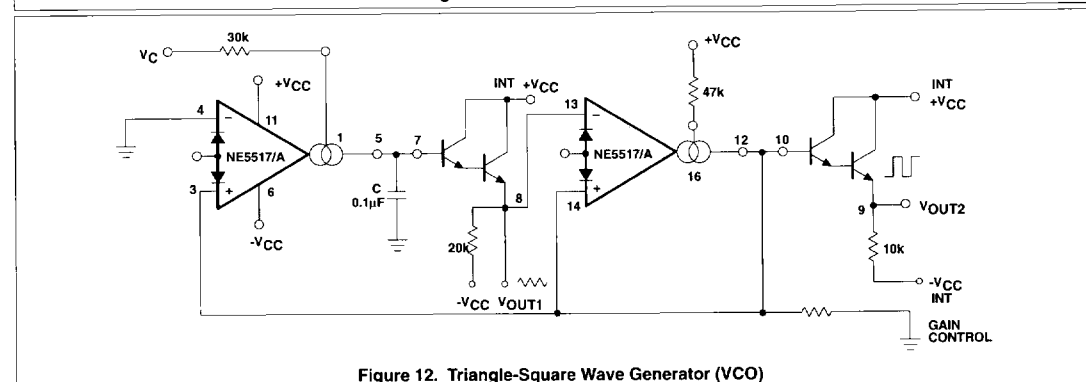 30k
VC
+VCC
4
11
−
NE5517/A
1
3
+
6
-VCC
5
7
C
0.1µF
INT
+VCC
8
20k
-VCC
VOUT1
13
−
NE5517/A
14
+
+VCC
47k
16
12
10
INT
+VCC
9
VOUT2
10k
-VCC
INT
GAIN
CONTROL
Figure 12. Triangle-Square Wave Generator (VCO)